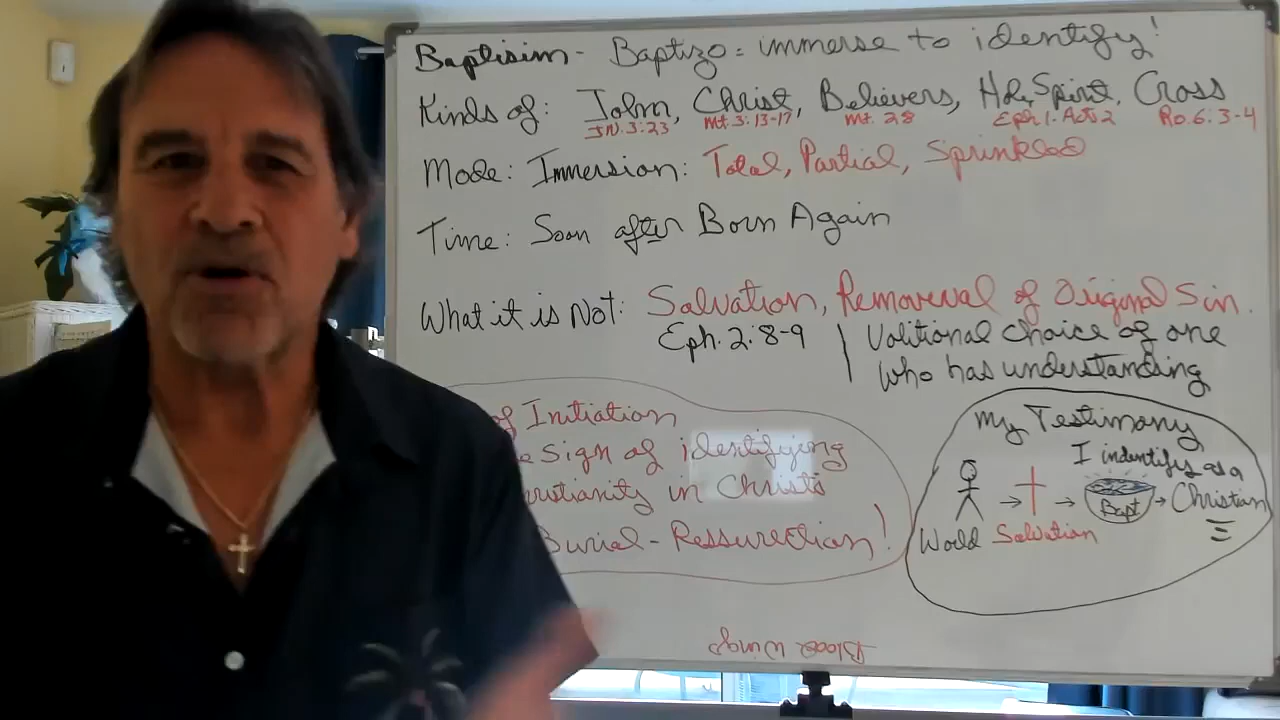 Baptisim - Baptizo = immerse to identify!
Kinds of: John, Christ, Believers, Holy Spirit, Cross
JN. 3:23 Mt. 3:13-17 Mt. 28 Eph 1. Acts 2 Ro. 6:3-4
Mode: Immersion: Total, Partial, Sprinkled
Time: Soon after Born Again
What it is Not: Salvation, Removeval of Original Sin.
Eph. 2:8-9 Volitional choice of one
who has understanding
of Initiation
sign of identifying
in Christs
Burial - Ressurection!
My Testimony
I indentify as a
Bapt Christian
World Salvation